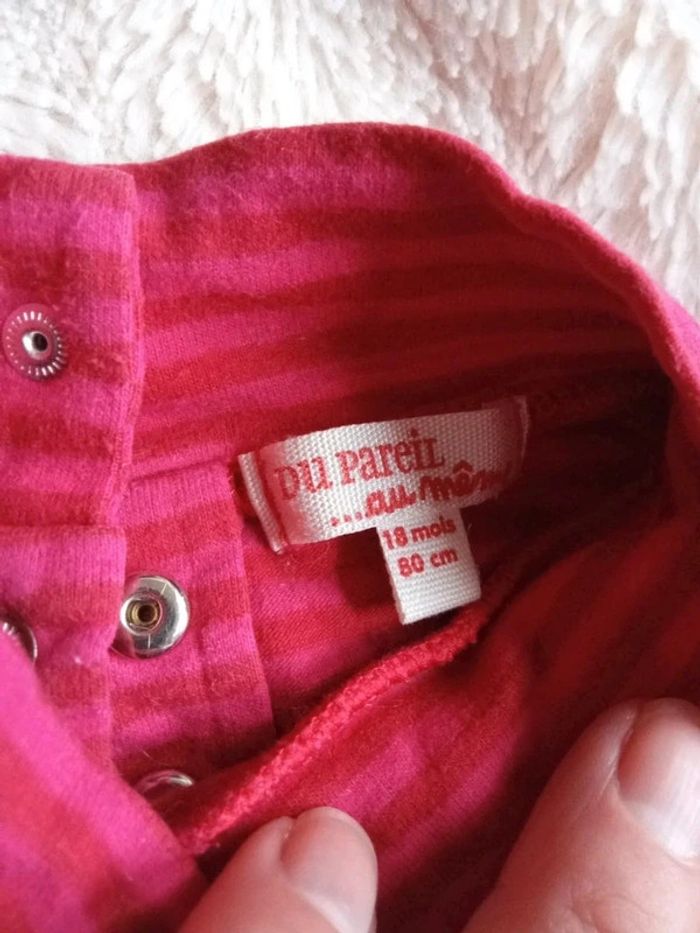 DU PAREIL
...au même
18 mois
80 cm